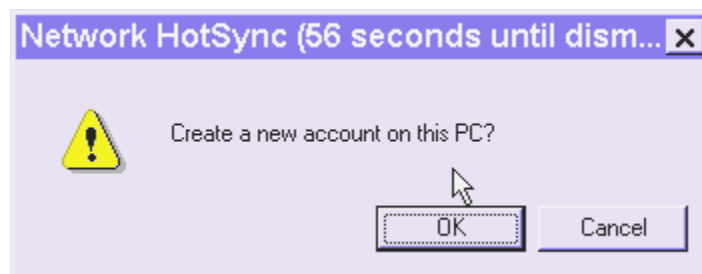 Network HotSync (56 seconds until dism...
Create a new account on this PC?
OK Cancel